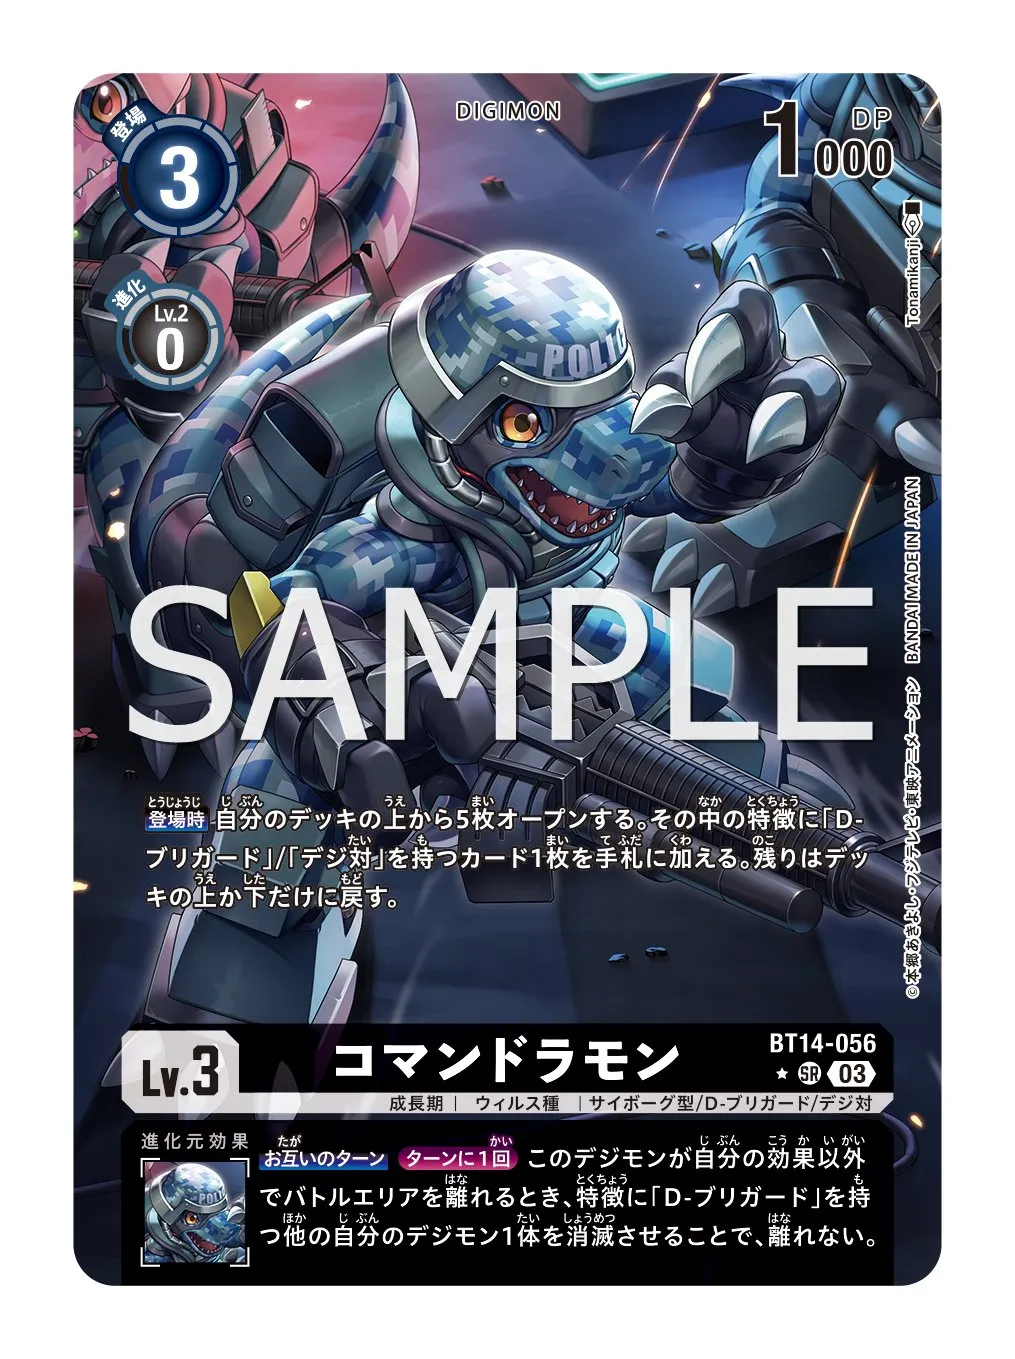 DIGIMON
登場
3
1000
DP
進化
Lv.2
0
Tonamikanji
POLICE
SAMPLE
©本郷あきよし・フジテレビ・東映アニメーション BANDAI MADE IN JAPAN
登場時 自分のデッキの上から5枚オープンする。その中の特徴に「D-
ブリガード」/「デジ対」を持つカード1枚を手札に加える。残りはデッ
キの上か下だけに戻す。
Lv.3
コマンドラモン
BT14-056
★ SR 03
成長期 | ウィルス種 | サイボーグ型/D-ブリガード/デジ対
進化元効果
お互いのターン ターンに1回 このデジモンが自分の効果以外
でバトルエリアを離れるとき、特徴に「D-ブリガード」を持
つ他の自分のデジモン1体を消滅させることで、離れない。